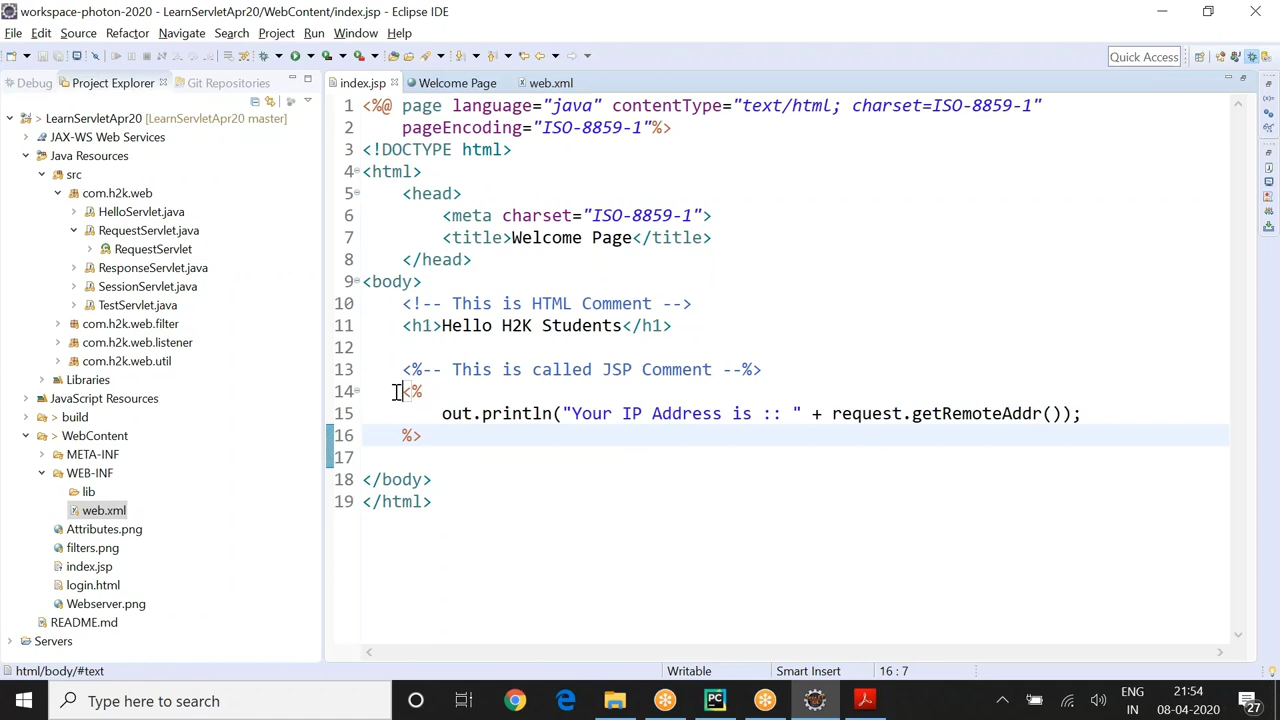 workspace-photon-2020 - LearnServletApr20/WebContent/index.jsp - Eclipse IDE
File Edit Source Refactor Navigate Search Project Run Window Help
Quick Access
Debug Project Explorer Git Repositories
index.jsp Welcome Page web.xml
> LearnServletApr20 [LearnServletApr20 master]
JAX-WS Web Services
Java Resources
src
com.h2k.web
HelloServlet.java
RequestServlet.java
RequestServlet
ResponseServlet.java
SessionServlet.java
TestServlet.java
com.h2k.web.filter
com.h2k.web.listener
com.h2k.web.util
Libraries
JavaScript Resources
> build
> WebContent
META-INF
WEB-INF
lib
web.xml
Attributes.png
filters.png
index.jsp
login.html
Webserver.png
README.md
Servers
1 <%@ page language="java" contentType="text/html; charset=ISO-8859-1"
2 pageEncoding="ISO-8859-1"%>
3 <!DOCTYPE html>
4 <html>
5 <head>
6 <meta charset="ISO-8859-1">
7 <title>Welcome Page</title>
8 </head>
9 <body>
10 <!-- This is HTML Comment -->
11 <h1>Hello H2K Students</h1>
12
13 <%-- This is called JSP Comment --%>
14 <%
15 out.println("Your IP Address is :: " + request.getRemoteAddr());
16 %>
17
18 </body>
19 </html>
html/body/#text
Writable
Smart Insert
16 : 7
Type here to search
ENG
IN
21:54
08-04-2020
27